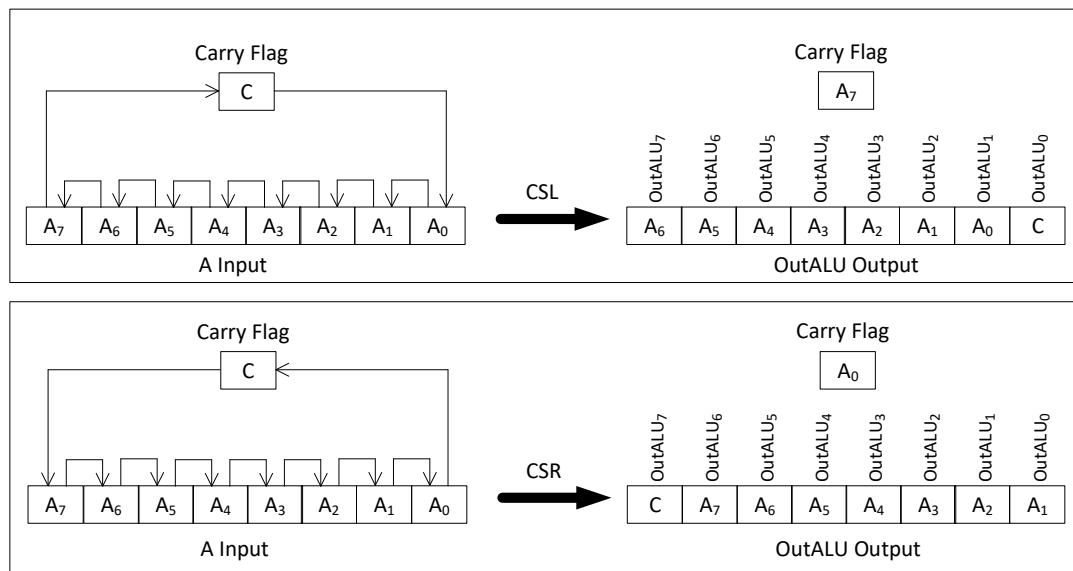 Carry Flag
C
A₇ A₆ A₅ A₄ A₃ A₂ A₁ A₀
A Input
CSL
Carry Flag
A₇
OutALU₇ OutALU₆ OutALU₅ OutALU₄ OutALU₃ OutALU₂ OutALU₁ OutALU₀
A₆ A₅ A₄ A₃ A₂ A₁ A₀ C
OutALU Output
Carry Flag
C
A₇ A₆ A₅ A₄ A₃ A₂ A₁ A₀
A Input
CSR
Carry Flag
A₀
OutALU₇ OutALU₆ OutALU₅ OutALU₄ OutALU₃ OutALU₂ OutALU₁ OutALU₀
C A₇ A₆ A₅ A₄ A₃ A₂ A₁
OutALU Output